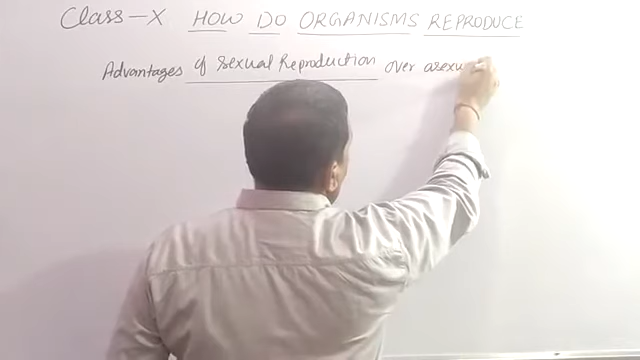 Class-X HOW DO ORGANISMS REPRODUCE
Advantages of sexual Reproduction over asexu